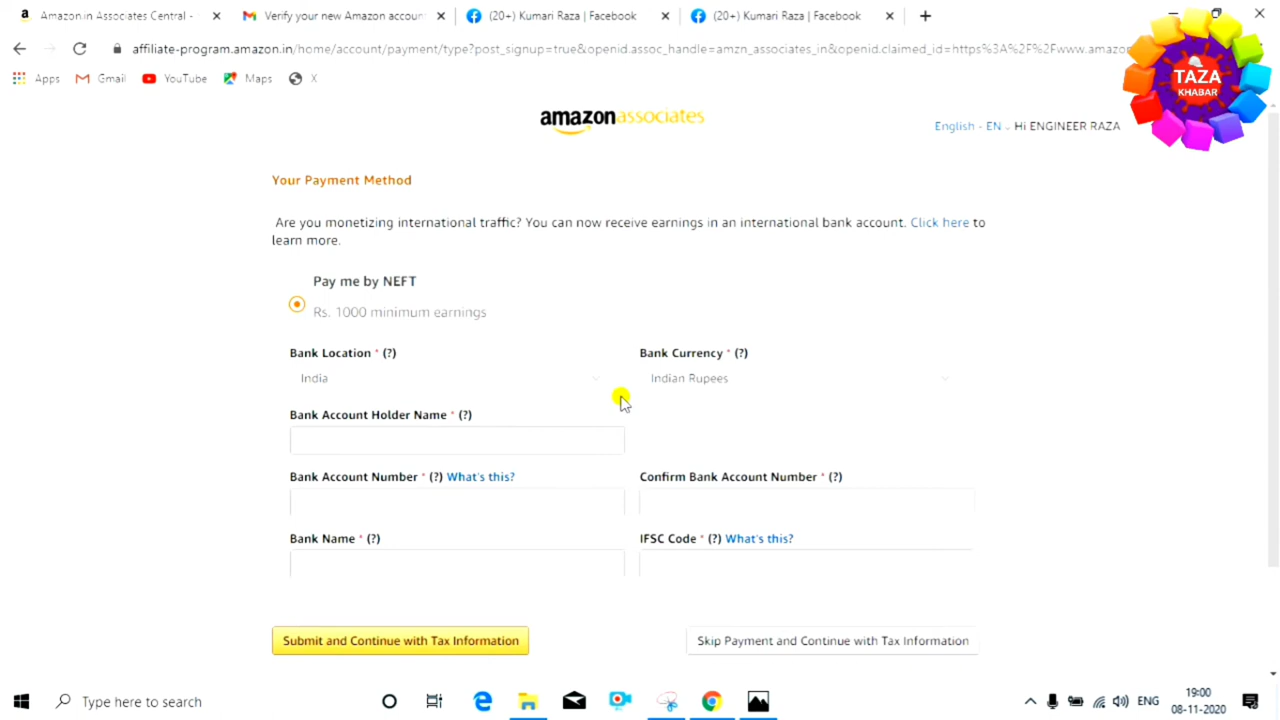 Amazon.in Associates Central -
Verify your new Amazon account
(20+) Kumari Raza | Facebook
(20+) Kumari Raza | Facebook
affiliate-program.amazon.in/home/account/payment/type?post_signup=true&openid.assoc_handle=amzn_associates_in&openid.claimed_id=https%3A%2F%2Fwww.amazo
Apps Gmail YouTube Maps X
TAZA
KHABAR
amazonassociates
English - EN Hi ENGINEER RAZA
Your Payment Method
Are you monetizing international traffic? You can now receive earnings in an international bank account. Click here to
learn more.
Pay me by NEFT
Rs. 1000 minimum earnings
Bank Location * (?) Bank Currency * (?)
India Indian Rupees
Bank Account Holder Name * (?)
Bank Account Number * (?) What's this? Confirm Bank Account Number * (?)
Bank Name * (?) IFSC Code * (?) What's this?
Submit and Continue with Tax Information Skip Payment and Continue with Tax Information
Type here to search
ENG
19:00
08-11-2020